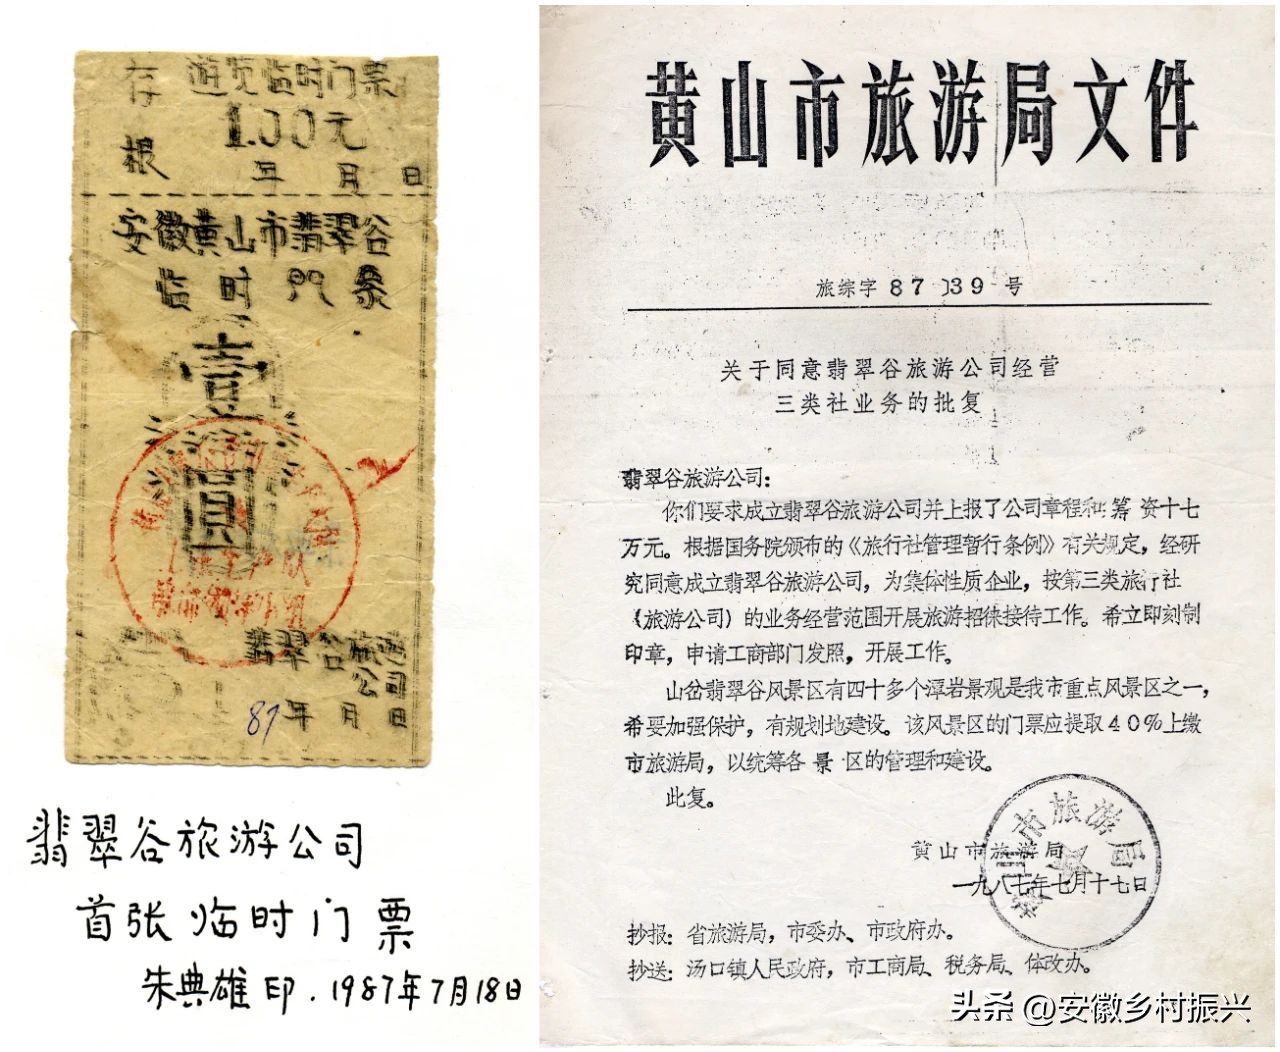 存根
游览临时门票
1.00元
年 月 日
安徽黄山市翡翠谷
临时门票
壹
圆
翡翠谷旅游
公司
87年 月 日
翡翠谷旅游公司
首张临时门票
朱典雄 印.1987年7月18日
黄山市旅游局文件
旅综字 87 039 号
关于同意翡翠谷旅游公司经营
三类社业务的批复
翡翠谷旅游公司：
你们要求成立翡翠谷旅游公司并上报了公司章程和筹 资十七
万元。根据国务院颁布的《旅行社管理暂行条例》有关规定，经研
究同意成立翡翠谷旅游公司，为集体性质企业，按第三类旅行社
（旅游公司）的业务经营范围开展旅游招徕接待工作。希立即刻制
印章，申请工商部门发照，开展工作。
山岔翡翠谷风景区有四十多个潭岩景观是我市重点风景区之一，
希要加强保护，有规划地建设。该风景区的门票应提取40%上缴
市旅游局，以统筹各 景 区的管理和建设。
此复。
黄山市旅游局
一九八七年七月十七日
黄山市旅游局
抄报：省旅游局，市委办、市政府办。
抄送：汤口镇人民政府，市工商局、税务局、体改办。
头条 @安徽乡村振兴